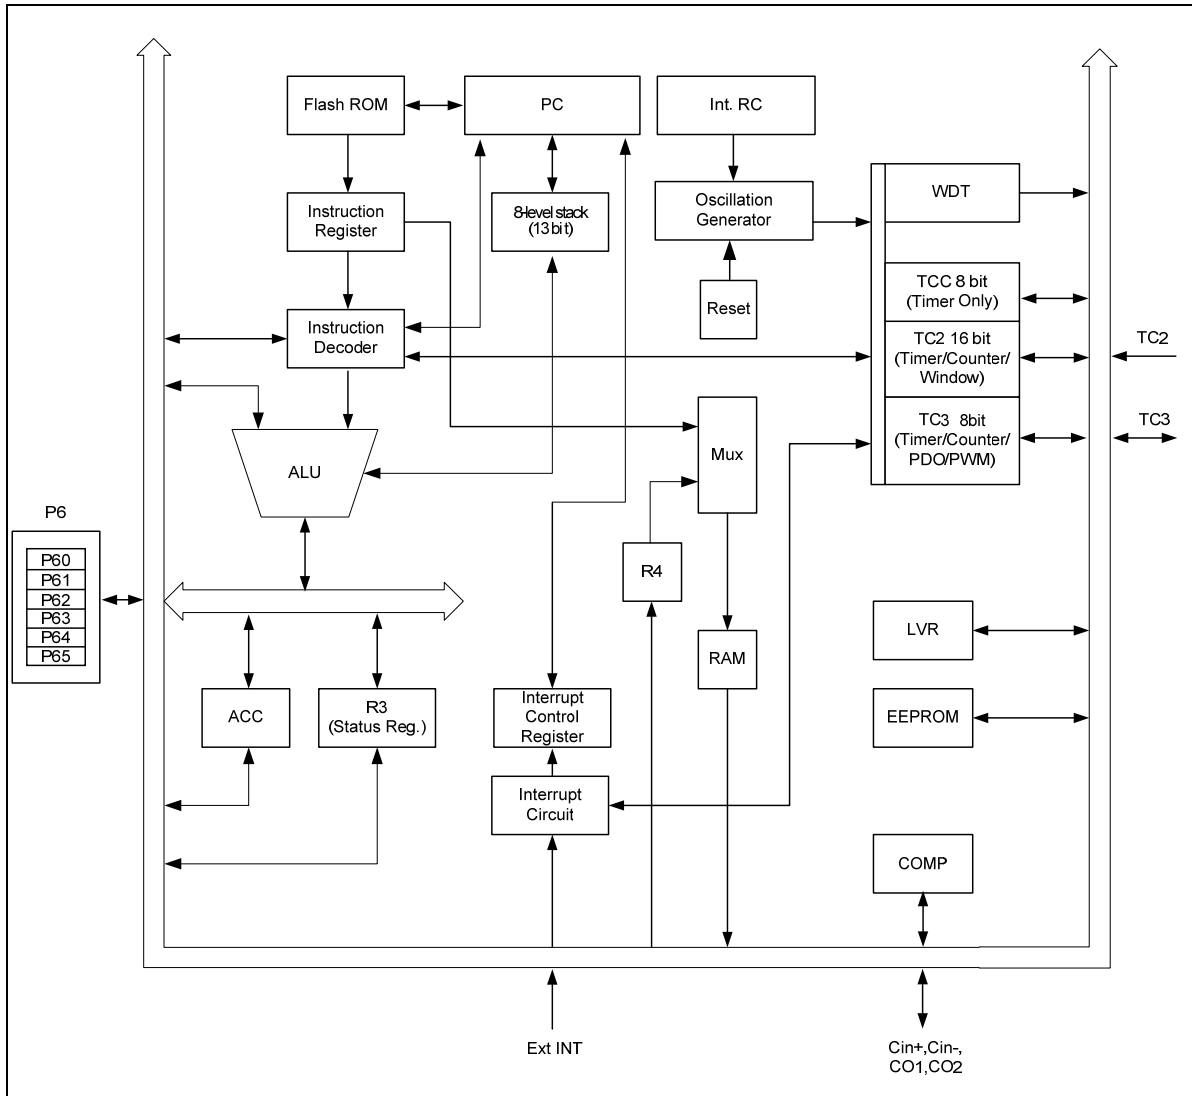 Flash ROM
PC
Int. RC
Instruction
Register
8-level stack
(13 bit)
Oscillation
Generator
WDT
Reset
TCC 8 bit
(Timer Only)
Instruction
Decoder
TC2 16 bit
(Timer/Counter/
Window)
TC2
TC3 8bit
(Timer/Counter/
PDO/PWM)
TC3
ALU
Mux
P6
P60
P61
P62
P63
P64
P65
R4
LVR
RAM
ACC
R3
(Status Reg.)
Interrupt
Control
Register
EEPROM
Interrupt
Circuit
COMP
Ext INT
Cin+,Cin-,
CO1,CO2